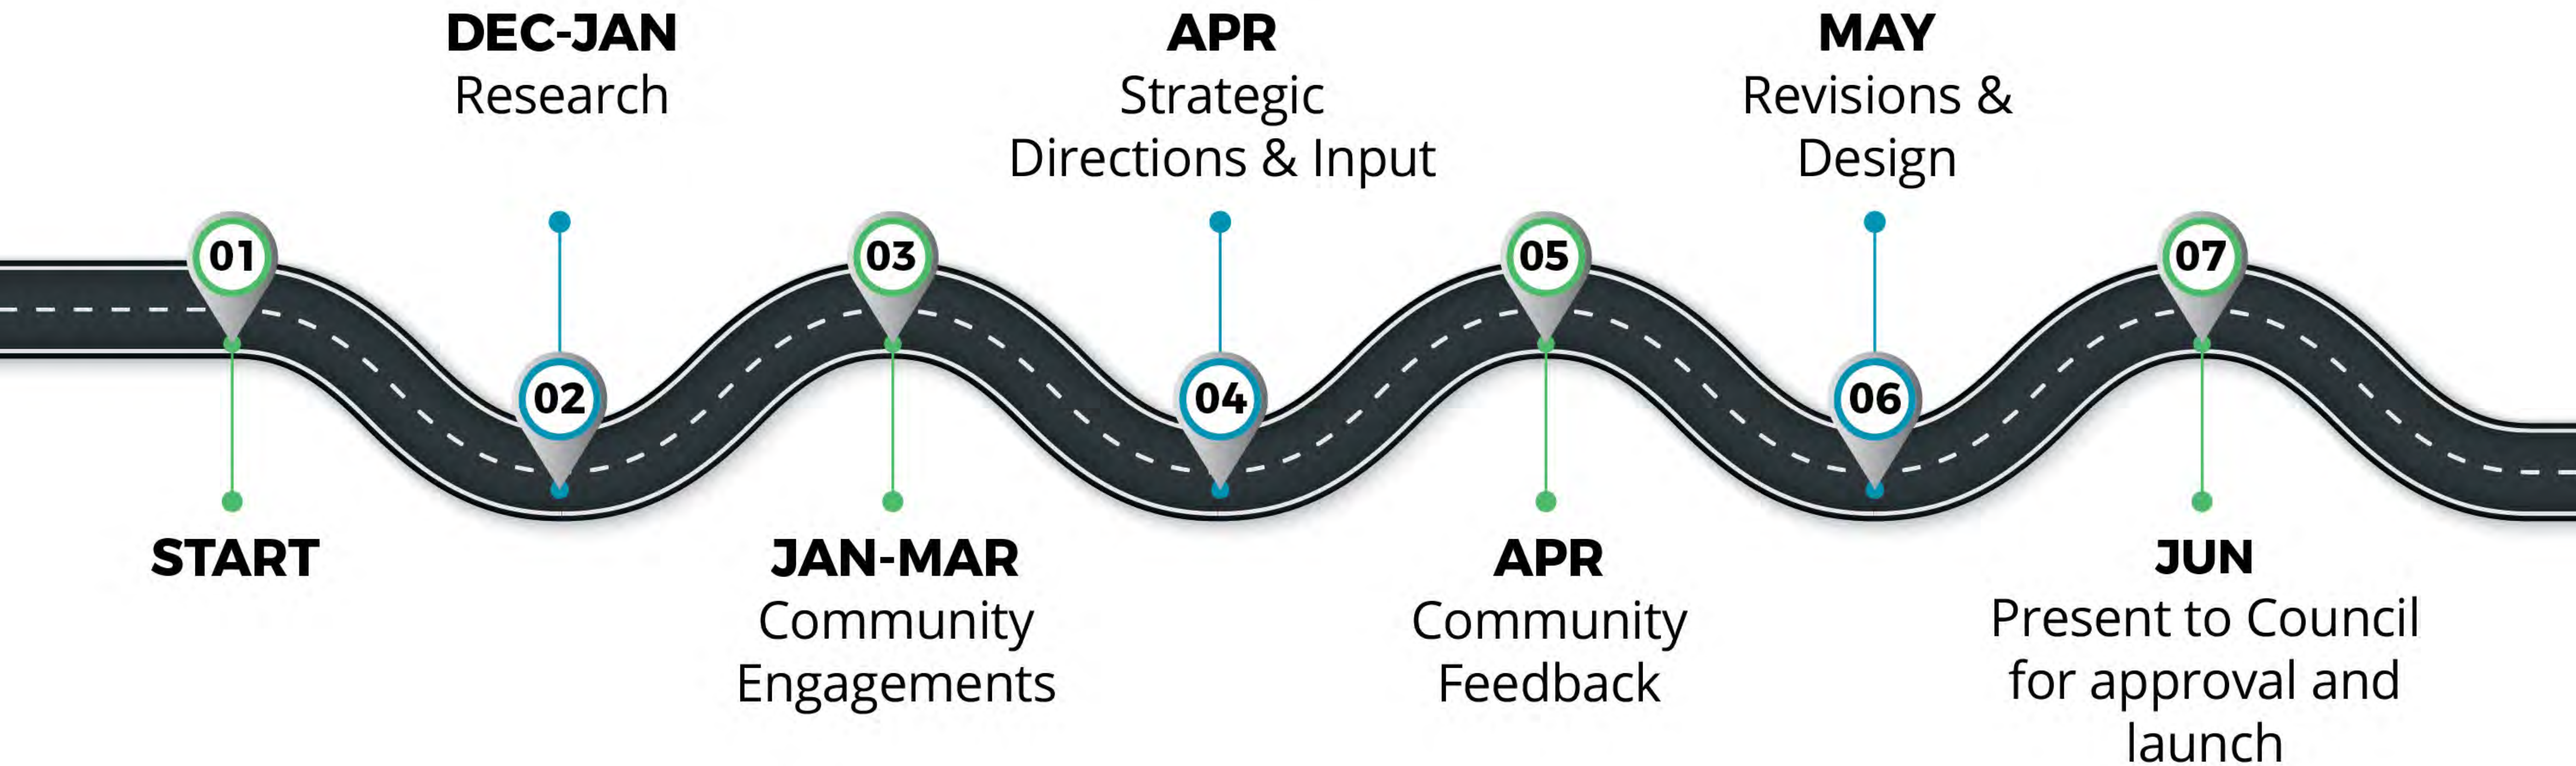 01
START
DEC-JAN
Research
02
03
JAN-MAR
Community
Engagements
APR
Strategic
Directions & Input
04
05
APR
Community
Feedback
MAY
Revisions &
Design
06
07
JUN
Present to Council
for approval and
launch